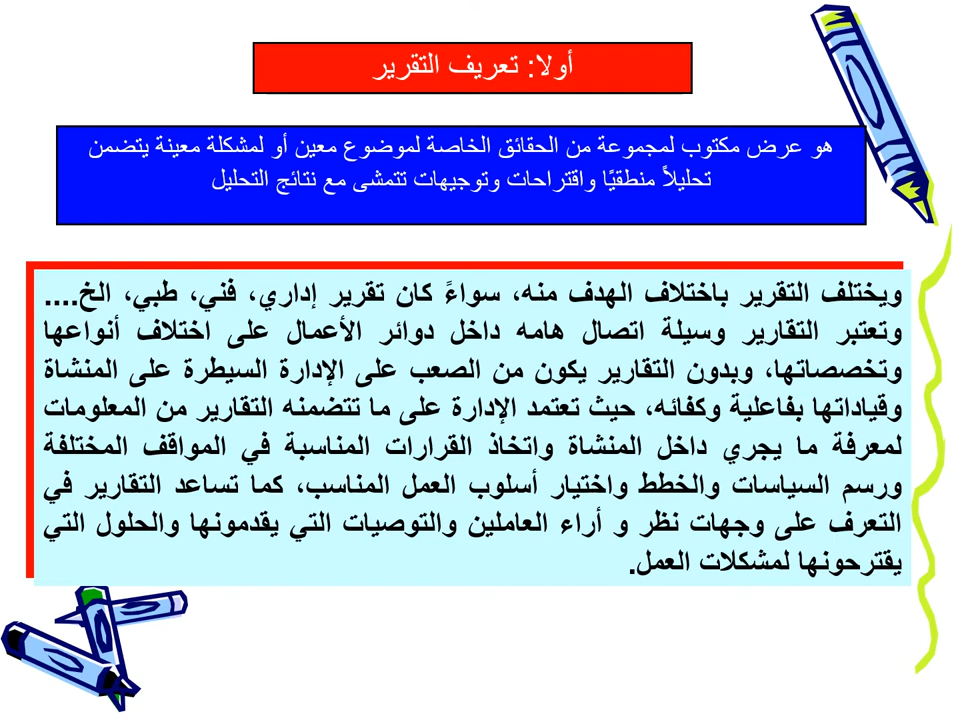 أولا: تعريف التقرير
هو عرض مكتوب لمجموعة من الحقائق الخاصة لموضوع معين أو لمشكلة معينة يتضمن
تحليلاً منطقيًا واقتراحات وتوجيهات تتمشى مع نتائج التحليل
ويختلف التقرير باختلاف الهدف منه، سواءً كان تقرير إداري، فني، طبي، الخ....
وتعتبر التقارير وسيلة اتصال هامه داخل دوائر الأعمال على اختلاف أنواعها
وتخصصاتها، وبدون التقارير يكون من الصعب على الإدارة السيطرة على المنشاة
وقياداتها بفاعلية وكفائه، حيث تعتمد الإدارة على ما تتضمنه التقارير من المعلومات
لمعرفة ما يجري داخل المنشاة واتخاذ القرارات المناسبة في المواقف المختلفة
ورسم السياسات والخطط واختيار أسلوب العمل المناسب، كما تساعد التقارير في
التعرف على وجهات نظر و أراء العاملين والتوصيات التي يقدمونها والحلول التي
يقترحونها لمشكلات العمل.